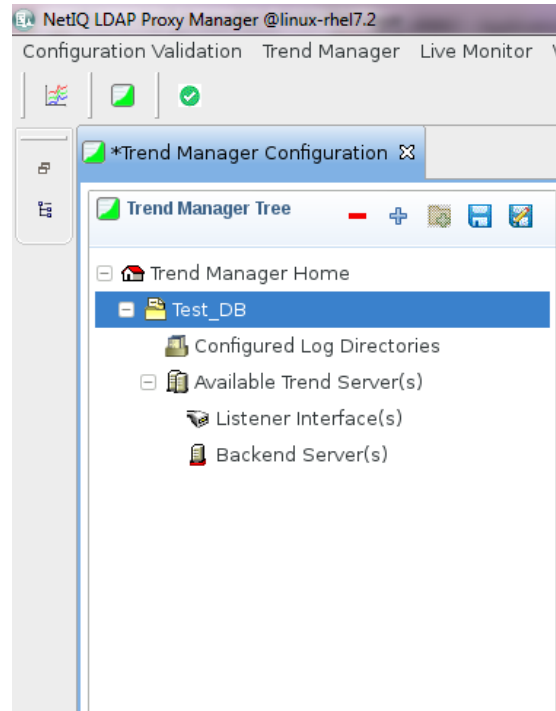 NetIQ LDAP Proxy Manager @linux-rhel7.2
Configuration Validation Trend Manager Live Monitor
*Trend Manager Configuration
Trend Manager Tree
Trend Manager Home
Test_DB
Configured Log Directories
Available Trend Server(s)
Listener Interface(s)
Backend Server(s)